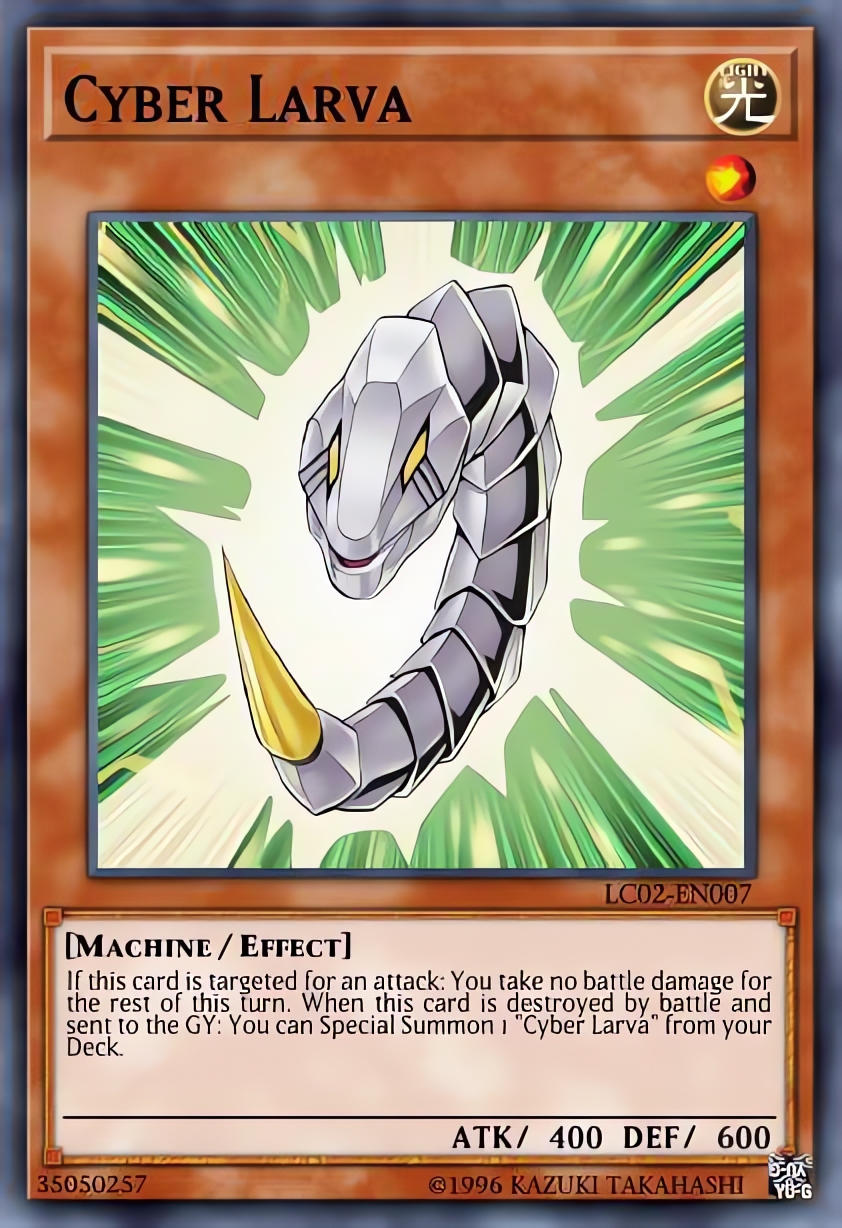 Cyber Larva
光
LC02-EN007
[Machine / Effect]
If this card is targeted for an attack: You take no battle damage for
the rest of this turn. When this card is destroyed by battle and
sent to the GY: You can Special Summon 1 "Cyber Larva" from your
Deck.
ATK/ 400 DEF/ 600
35050257
©1996 KAZUKI TAKAHASHI